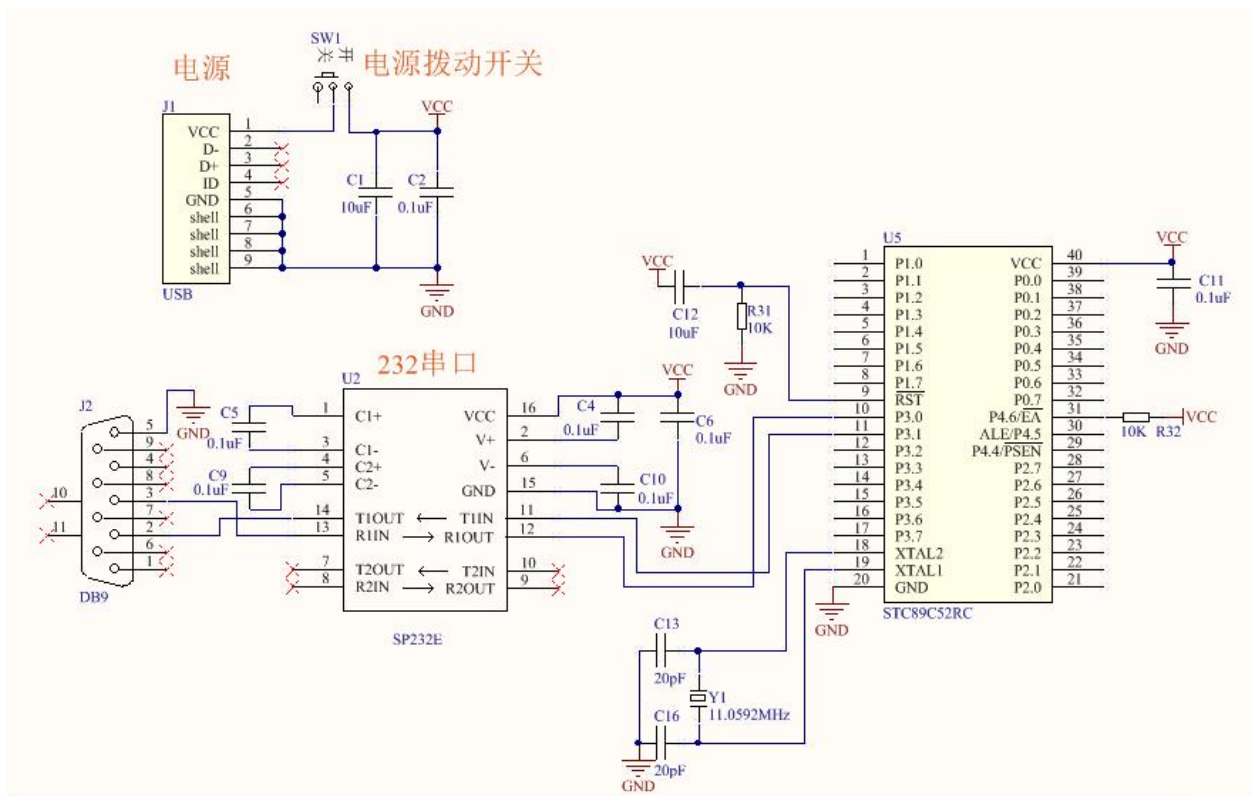 SW1
关 开
电源 电源拨动开关
J1
VCC 1
D- 2
D+ 3
ID 4
GND 5
shell 6
shell 7
shell 8
shell 9
USB
VCC
C1 10uF
C2 0.1uF
GND
232串口
J2
5
9
4
8
3
7
2
6
1
10
11
DB9
GND
C5 0.1uF
C9 0.1uF
U2
1 C1+
3 C1-
4 C2+
5 C2-
14 T1OUT T1IN 11
13 R1IN R1OUT 12
7 T2OUT T2IN 10
8 R2IN R2OUT 9
VCC 16
V+ 2
V- 6
GND 15
SP232E
VCC
C4 0.1uF
C6 0.1uF
C10 0.1uF
GND
VCC
C12 10uF
R31 10K
GND
U5
1 P1.0 VCC 40
2 P1.1 P0.0 39
3 P1.2 P0.1 38
4 P1.3 P0.2 37
5 P1.4 P0.3 36
6 P1.5 P0.4 35
7 P1.6 P0.5 34
8 P1.7 P0.6 33
9 RST P0.7 32
10 P3.0 P4.6/EA 31
11 P3.1 ALE/P4.5 30
12 P3.2 P4.4/PSEN 29
13 P3.3 P2.7 28
14 P3.4 P2.6 27
15 P3.5 P2.5 26
16 P3.6 P2.4 25
17 P3.7 P2.3 24
18 XTAL2 P2.2 23
19 XTAL1 P2.1 22
20 GND P2.0 21
STC89C52RC
VCC
C11 0.1uF
GND
10K R32 VCC
GND
C13 20pF
Y1 11.0592MHz
C16 20pF
GND